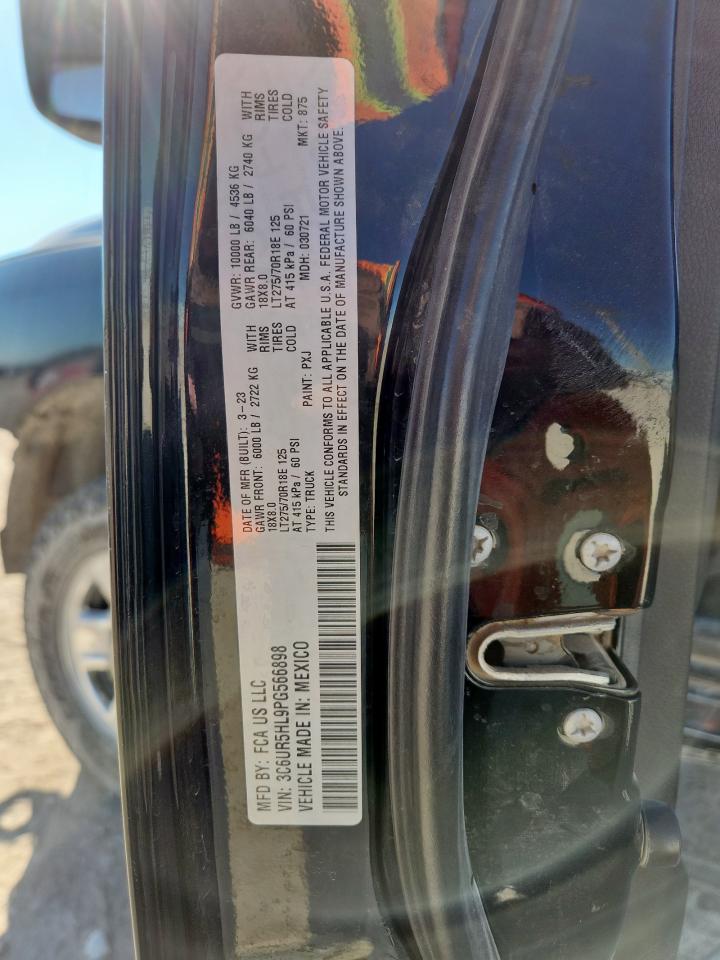 MFD BY: FCA US LLC
VIN: 3C6UR5HL9PG566898
VEHICLE MADE IN: MEXICO
DATE OF MFR (BUILT): 3-23
GAWR FRONT: 6000 LB / 2722 KG WITH
18X8.0 RIMS
LT275/70R18E 125 TIRES
AT 415 kPa / 60 PSI COLD
TYPE: TRUCK PAINT: PXJ
GVWR: 10000 LB / 4536 KG
GAWR REAR: 6040 LB / 2740 KG WITH
18X8.0 RIMS
LT275/70R18E 125 TIRES
AT 415 kPa / 60 PSI COLD
MDH: 030721 MKT: 875
THIS VEHICLE CONFORMS TO ALL APPLICABLE U.S.A. FEDERAL MOTOR VEHICLE SAFETY
STANDARDS IN EFFECT ON THE DATE OF MANUFACTURE SHOWN ABOVE.